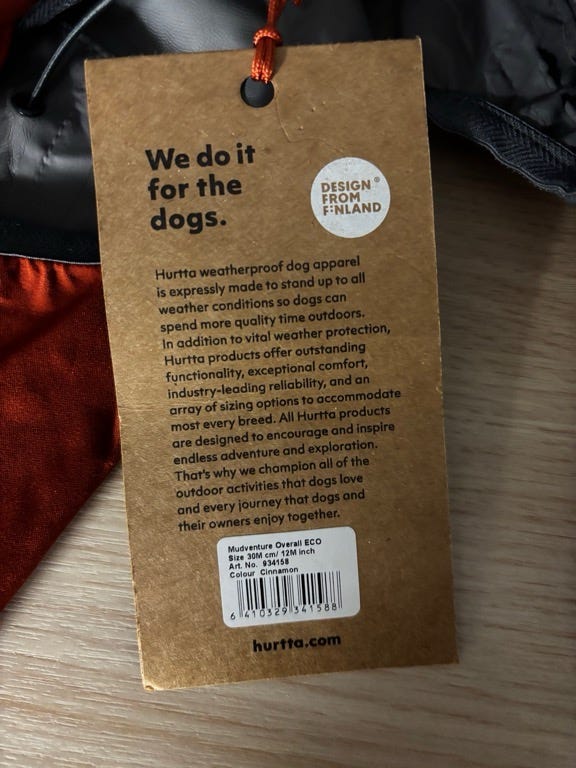 We do it
for the
dogs.
DESIGN ®
FROM
FINLAND
Hurtta weatherproof dog apparel
is expressly made to stand up to all
weather conditions so dogs can
spend more quality time outdoors.
In addition to vital weather protection,
Hurtta products offer outstanding
functionality, exceptional comfort,
industry-leading reliability, and an
array of sizing options to accommodate
most every breed. All Hurtta products
are designed to encourage and inspire
endless adventure and exploration.
That's why we champion all of the
outdoor activities that dogs love
and every journey that dogs and
their owners enjoy together.
Mudventure Overall ECO
Size 30M cm/ 12M inch
Art. No. 934158
Colour Cinnamon
6 410329 341588
hurtta.com